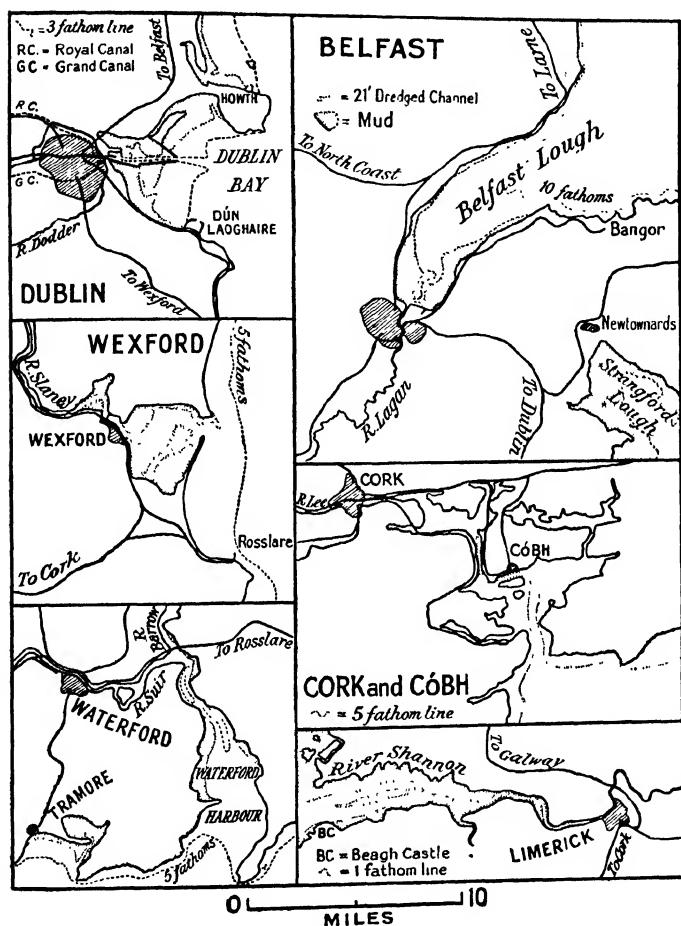 = 3 fathom line
R.C. = Royal Canal
G C = Grand Canal
To Belfast
HOWTH
R C.
G C.
DUBLIN
BAY
DÚN
LAOGHAIRE
R. Dodder
To Wexford
DUBLIN
BELFAST
To Larne
= 21' Dredged Channel
= Mud
To North Coast
Belfast Lough
10 fathoms
Bangor
Newtownards
Strangford
Lough
R. Lagan
To Dublin
WEXFORD
5 fathoms
R. Slaney
WEXFORD
Rosslare
To Cork
CORK
R. Lee
CÓBH
CORK and CÓBH
= 5 fathom line
R. Barrow
To Rosslare
R. Suir
WATERFORD
TRAMORE
WATERFORD
HARBOUR
5 fathoms
River Shannon
To Galway
BC
BC = Beagh Castle
= 1 fathom line
LIMERICK
To Cork
0 10
MILES